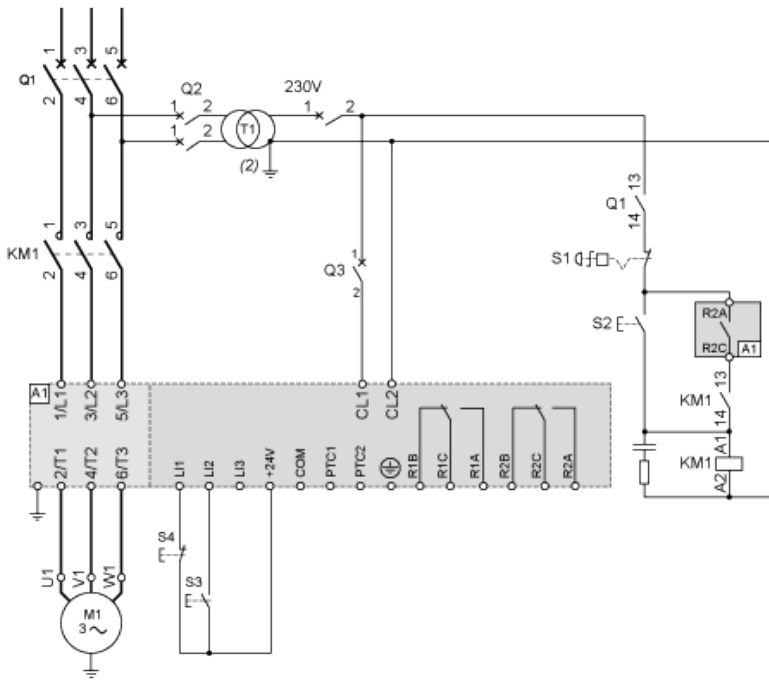 1 3 5
Q1
2 4 6
Q2
1 2
1 2
T1
(2)
230V
1 2
13
Q1
14
1 3 5
KM1
2 4 6
Q3
1
2
S1
S2
R2A
R2C
A1
13
KM1
14
A1
KM1
A2
A1
1/L1 3/L2 5/L3
CL1 CL2
2/T1 4/T2 6/T3
LI1 LI2 LI3 +24V COM PTC1 PTC2 R1B R1C R1A R2B R2C R2A
S4
S3
U1 V1 W1
M1
3 ~